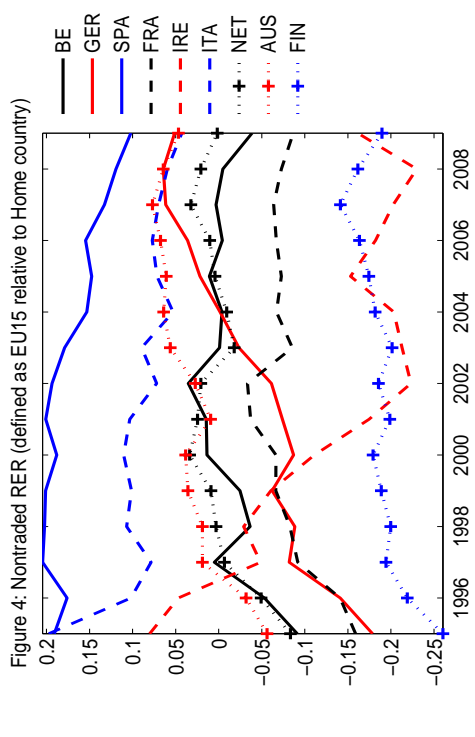 Figure 4: Nontraded RER (defined as EU15 relative to Home country)
0.2
0.15
0.1
0.05
0
−0.05
−0.1
−0.15
−0.2
−0.25
1996
1998
2000
2002
2004
2006
2008
BE
GER
SPA
FRA
IRE
ITA
NET
AUS
FIN